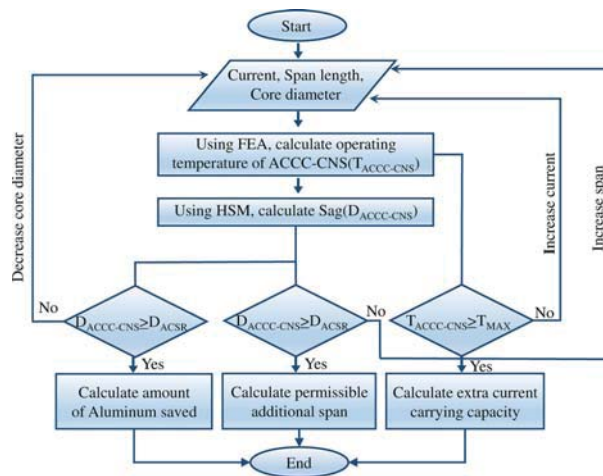 Start
Current, Span length,
Core diameter
Using FEA, calculate operating
temperature of ACCC-CNS(T_ACCC-CNS)
Using HSM, calculate Sag(D_ACCC-CNS)
Decrease core diameter
Increase current
Increase span
No
D_ACCC-CNS≥D_ACSR
D_ACCC-CNS≥D_ACSR
No
T_ACCC-CNS≥T_MAX
No
Yes
Yes
Yes
Calculate amount
of Aluminum saved
Calculate permissible
additional span
Calculate extra current
carrying capacity
End